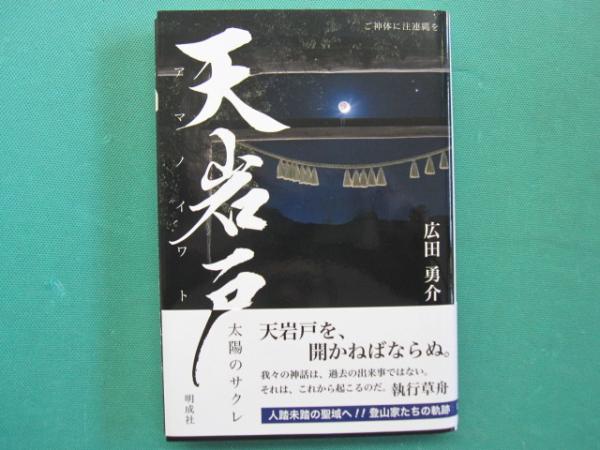 ご神体に注連縄を
天岩戸
アマノイワト
太陽のサクレ
広田 勇介
明成社
天岩戸を、
開かねばならぬ。
我々の神話は、過去の出来事ではない。
それは、これから起こるのだ。 執行草舟
人踏未踏の聖域へ!! 登山家たちの軌跡